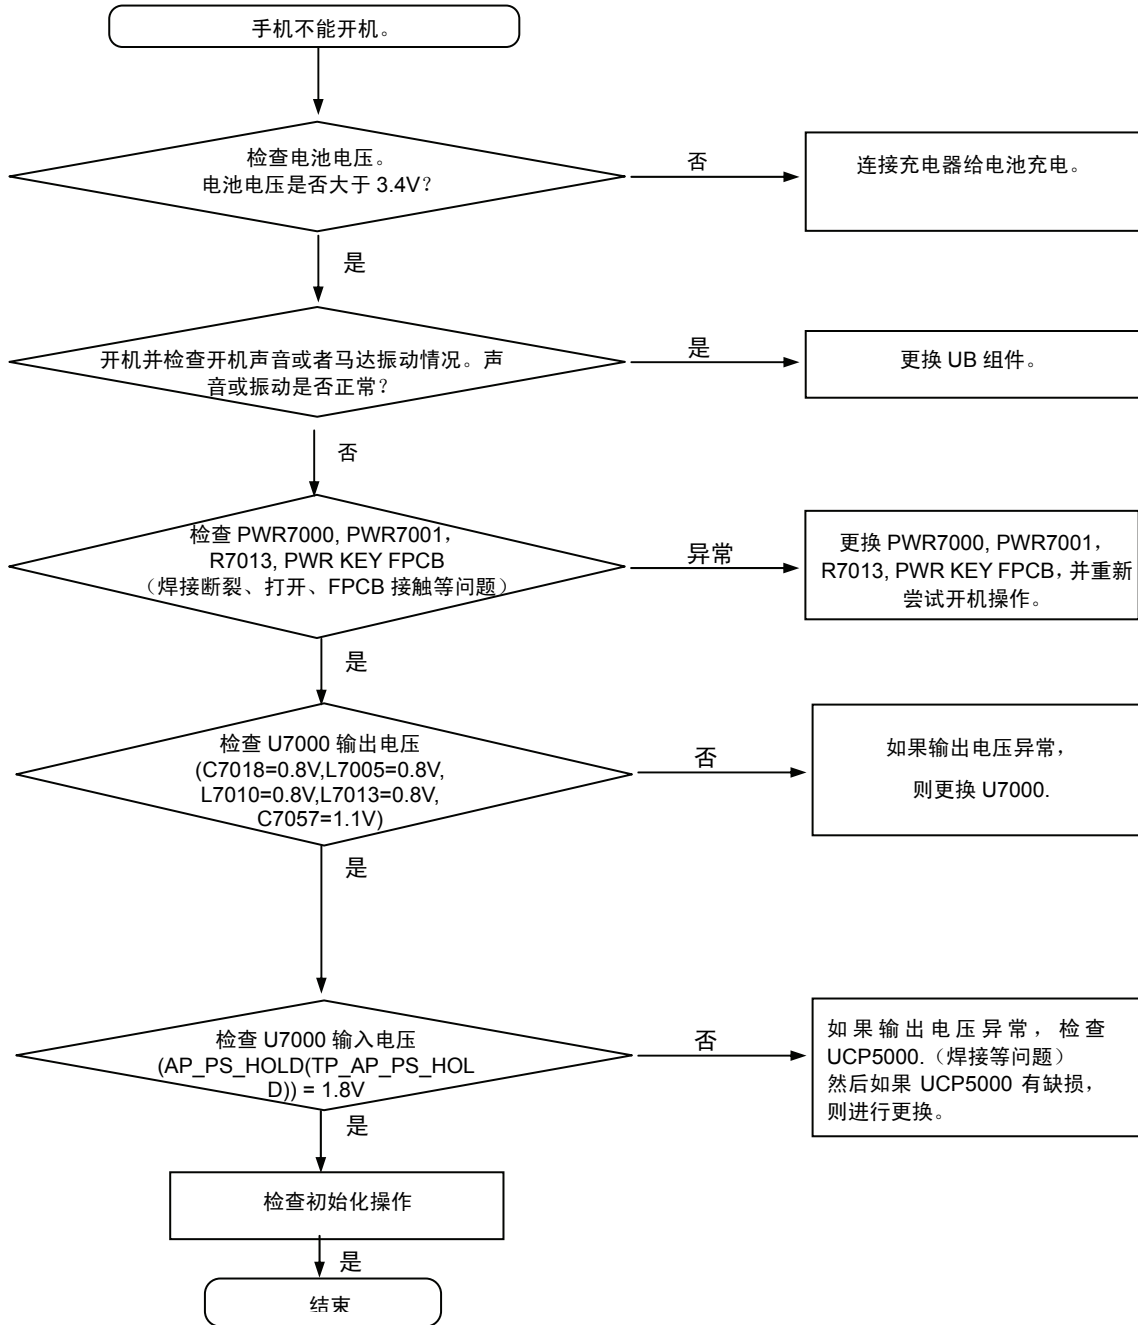 手机不能开机。
检查电池电压。
电池电压是否大于 3.4V？
否
连接充电器给电池充电。
是
开机并检查开机声音或者马达振动情况。声
音或振动是否正常？
是
更换 UB 组件。
否
检查 PWR7000, PWR7001，
R7013, PWR KEY FPCB
（焊接断裂、打开、FPCB 接触等问题）
异常
更换 PWR7000, PWR7001，
R7013, PWR KEY FPCB，并重新
尝试开机操作。
是
检查 U7000 输出电压
(C7018=0.8V,L7005=0.8V,
L7010=0.8V,L7013=0.8V,
C7057=1.1V)
否
如果输出电压异常，
则更换 U7000.
是
检查 U7000 输入电压
(AP_PS_HOLD(TP_AP_PS_HOL
D)) = 1.8V
否
如果输出电压异常，检查
UCP5000.（焊接等问题）
然后如果 UCP5000 有缺损，
则进行更换。
是
检查初始化操作
是
结束